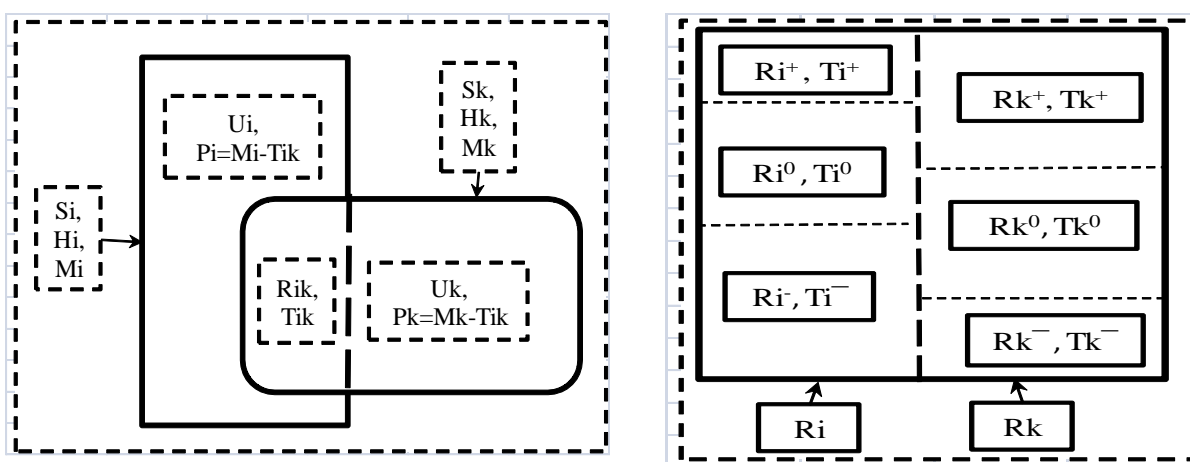 Ui,
Pi=Mi-Tik
Sk,
Hk,
Mk
Si,
Hi,
Mi
Rik,
Tik
Uk,
Pk=Mk-Tik
Ri⁺, Ti⁺
Ri⁰, Ti⁰
Ri⁻, Ti⁻
Rk⁺, Tk⁺
Rk⁰, Tk⁰
Rk⁻, Tk⁻
Ri
Rk